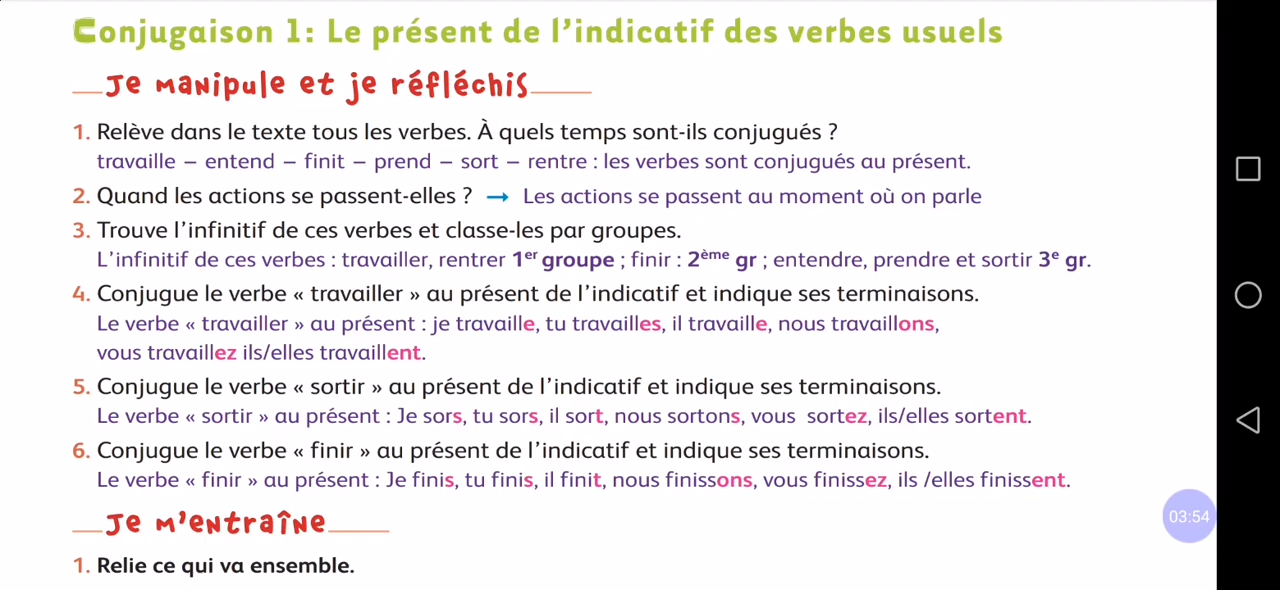 Conjugaison 1: Le présent de l'indicatif des verbes usuels
Je manipule et je réfléchis
1. Relève dans le texte tous les verbes. À quels temps sont-ils conjugués ?
travaille – entend – finit – prend – sort – rentre : les verbes sont conjugués au présent.
2. Quand les actions se passent-elles ? → Les actions se passent au moment où on parle
3. Trouve l'infinitif de ces verbes et classe-les par groupes.
L'infinitif de ces verbes : travailler, rentrer 1er groupe ; finir : 2ème gr ; entendre, prendre et sortir 3e gr.
4. Conjugue le verbe « travailler » au présent de l'indicatif et indique ses terminaisons.
Le verbe « travailler » au présent : je travaille, tu travailles, il travaille, nous travaillons,
vous travaillez ils/elles travaillent.
5. Conjugue le verbe « sortir » au présent de l'indicatif et indique ses terminaisons.
Le verbe « sortir » au présent : Je sors, tu sors, il sort, nous sortons, vous sortez, ils/elles sortent.
6. Conjugue le verbe « finir » au présent de l'indicatif et indique ses terminaisons.
Le verbe « finir » au présent : Je finis, tu finis, il finit, nous finissons, vous finissez, ils /elles finissent.
Je m'entraîne
03:54
1. Relie ce qui va ensemble.